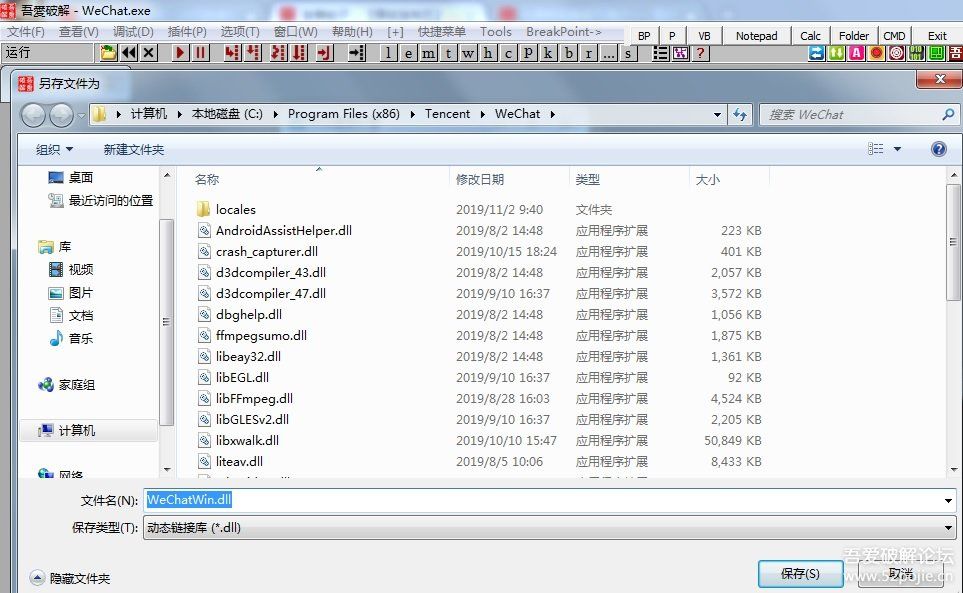 吾愛破解 - WeChat.exe
文件(F) 查看(V) 调试(D) 插件(P) 选项(T) 窗口(W) 帮助(H) [+] 快捷菜单 Tools BreakPoint->
BP P VB Notepad Calc Folder CMD Exit
运行 l e m t w h c p k b r ... s ?
另存文件为
计算机 本地磁盘 (C:) Program Files (x86) Tencent WeChat
搜索 WeChat
组织 新建文件夹
桌面
最近访问的位置
库
视频
图片
文档
音乐
家庭组
计算机
网络
名称 修改日期 类型 大小
locales 2019/11/2 9:40 文件夹
AndroidAssistHelper.dll 2019/8/2 14:48 应用程序扩展 223 KB
crash_capturer.dll 2019/10/15 18:24 应用程序扩展 401 KB
d3dcompiler_43.dll 2019/8/2 14:48 应用程序扩展 2,057 KB
d3dcompiler_47.dll 2019/9/10 16:37 应用程序扩展 3,572 KB
dbghelp.dll 2019/8/2 14:48 应用程序扩展 1,056 KB
ffmpegsumo.dll 2019/8/2 14:48 应用程序扩展 1,875 KB
libeay32.dll 2019/8/2 14:48 应用程序扩展 1,361 KB
libEGL.dll 2019/9/10 16:37 应用程序扩展 92 KB
libFFmpeg.dll 2019/8/28 16:03 应用程序扩展 4,524 KB
libGLESv2.dll 2019/9/10 16:37 应用程序扩展 2,205 KB
libxwalk.dll 2019/10/10 15:47 应用程序扩展 50,849 KB
liteav.dll 2019/8/5 10:06 应用程序扩展 8,433 KB
文件名(N): WeChatWin.dll
保存类型(T): 动态链接库 (*.dll)
隐藏文件夹
保存(S) 取消
吾爱破解论坛
www.52pojie.cn